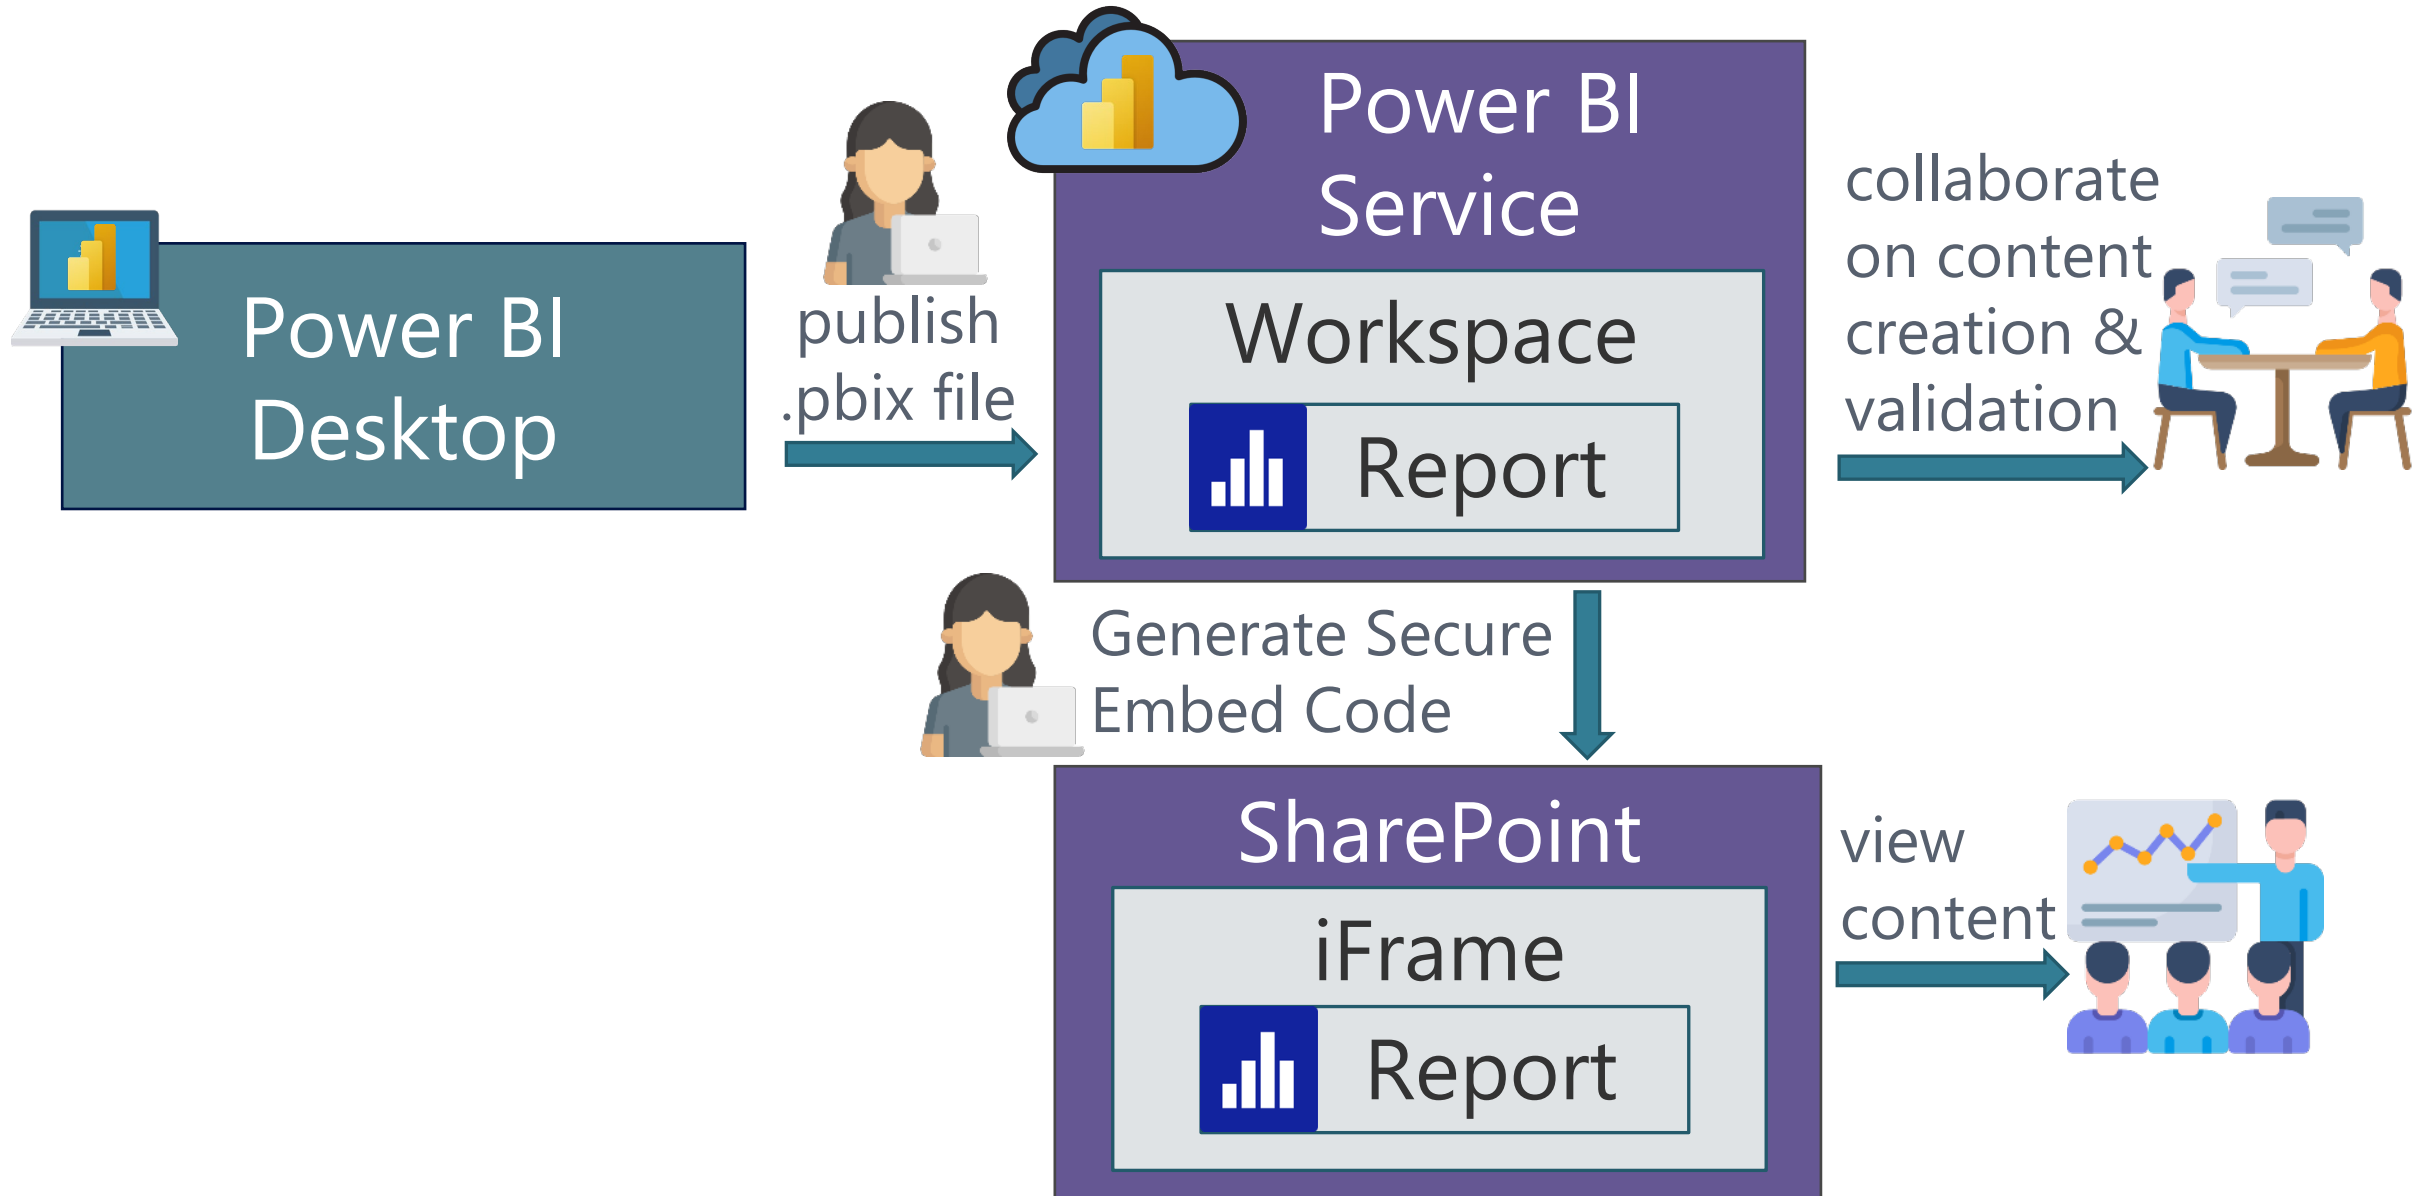 Power BI
Desktop
publish
.pbix file
Power BI
Service
Workspace
Report
collaborate
on content
creation &
validation
Generate Secure
Embed Code
SharePoint
iFrame
Report
view
content